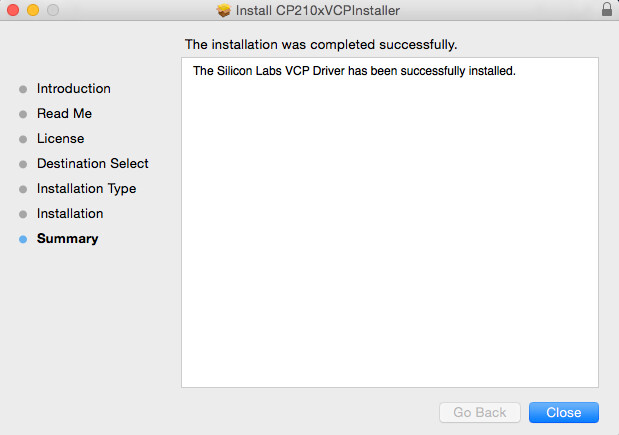 Install CP210xVCPInstaller
The installation was completed successfully.
The Silicon Labs VCP Driver has been successfully installed.
Introduction
Read Me
License
Destination Select
Installation Type
Installation
Summary
Go Back
Close